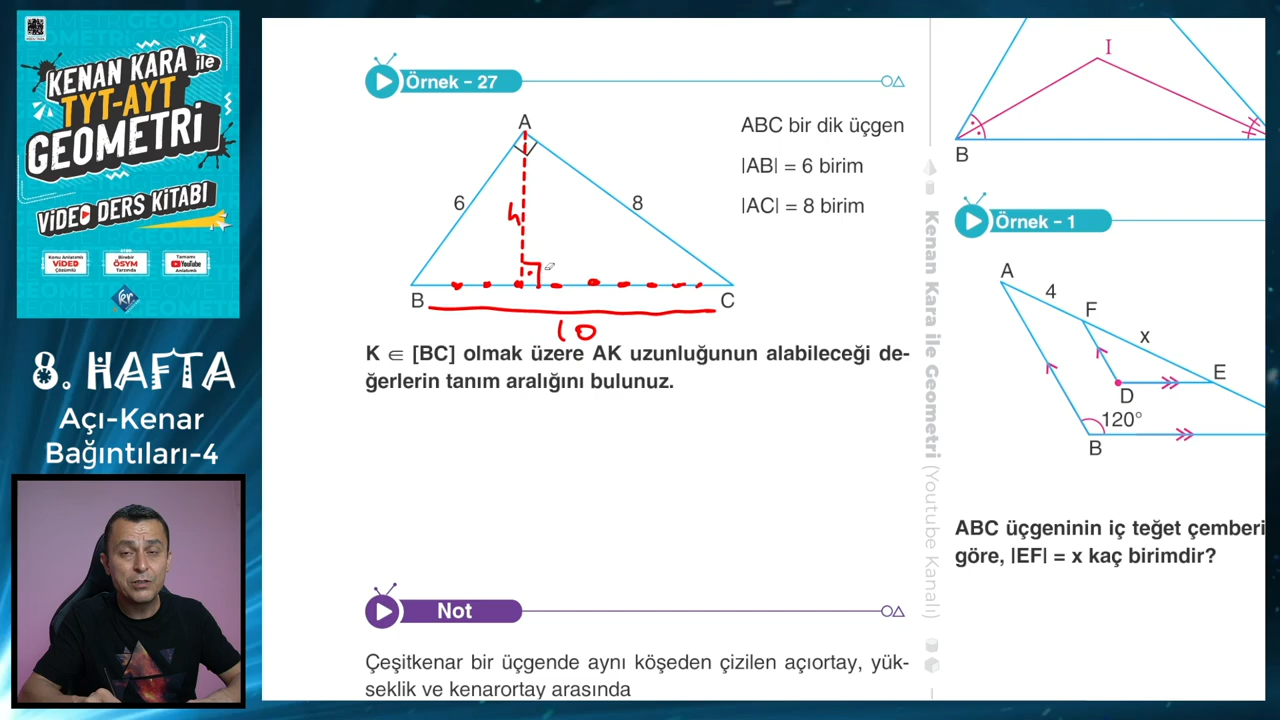 KENAN KARA ile
TYT-AYT
GEOMETRİ
VİDEO DERS KİTABI
8. HAFTA
Açı-Kenar
Bağıntıları-4
Örnek - 27
A
6
8
h
B
C
10
ABC bir dik üçgen
|AB| = 6 birim
|AC| = 8 birim
K ∈ [BC] olmak üzere AK uzunluğunun alabileceği de-
ğerlerin tanım aralığını bulunuz.
Not
Çeşitkenar bir üçgende aynı köşeden çizilen açıortay, yük-
seklik ve kenarortay arasında
Kenan Kara ile Geometri (Youtube Kanalı)
I
B
Örnek - 1
A
4
F
x
E
D
120°
B
ABC üçgeninin iç teğet çemberi
göre, |EF| = x kaç birimdir?